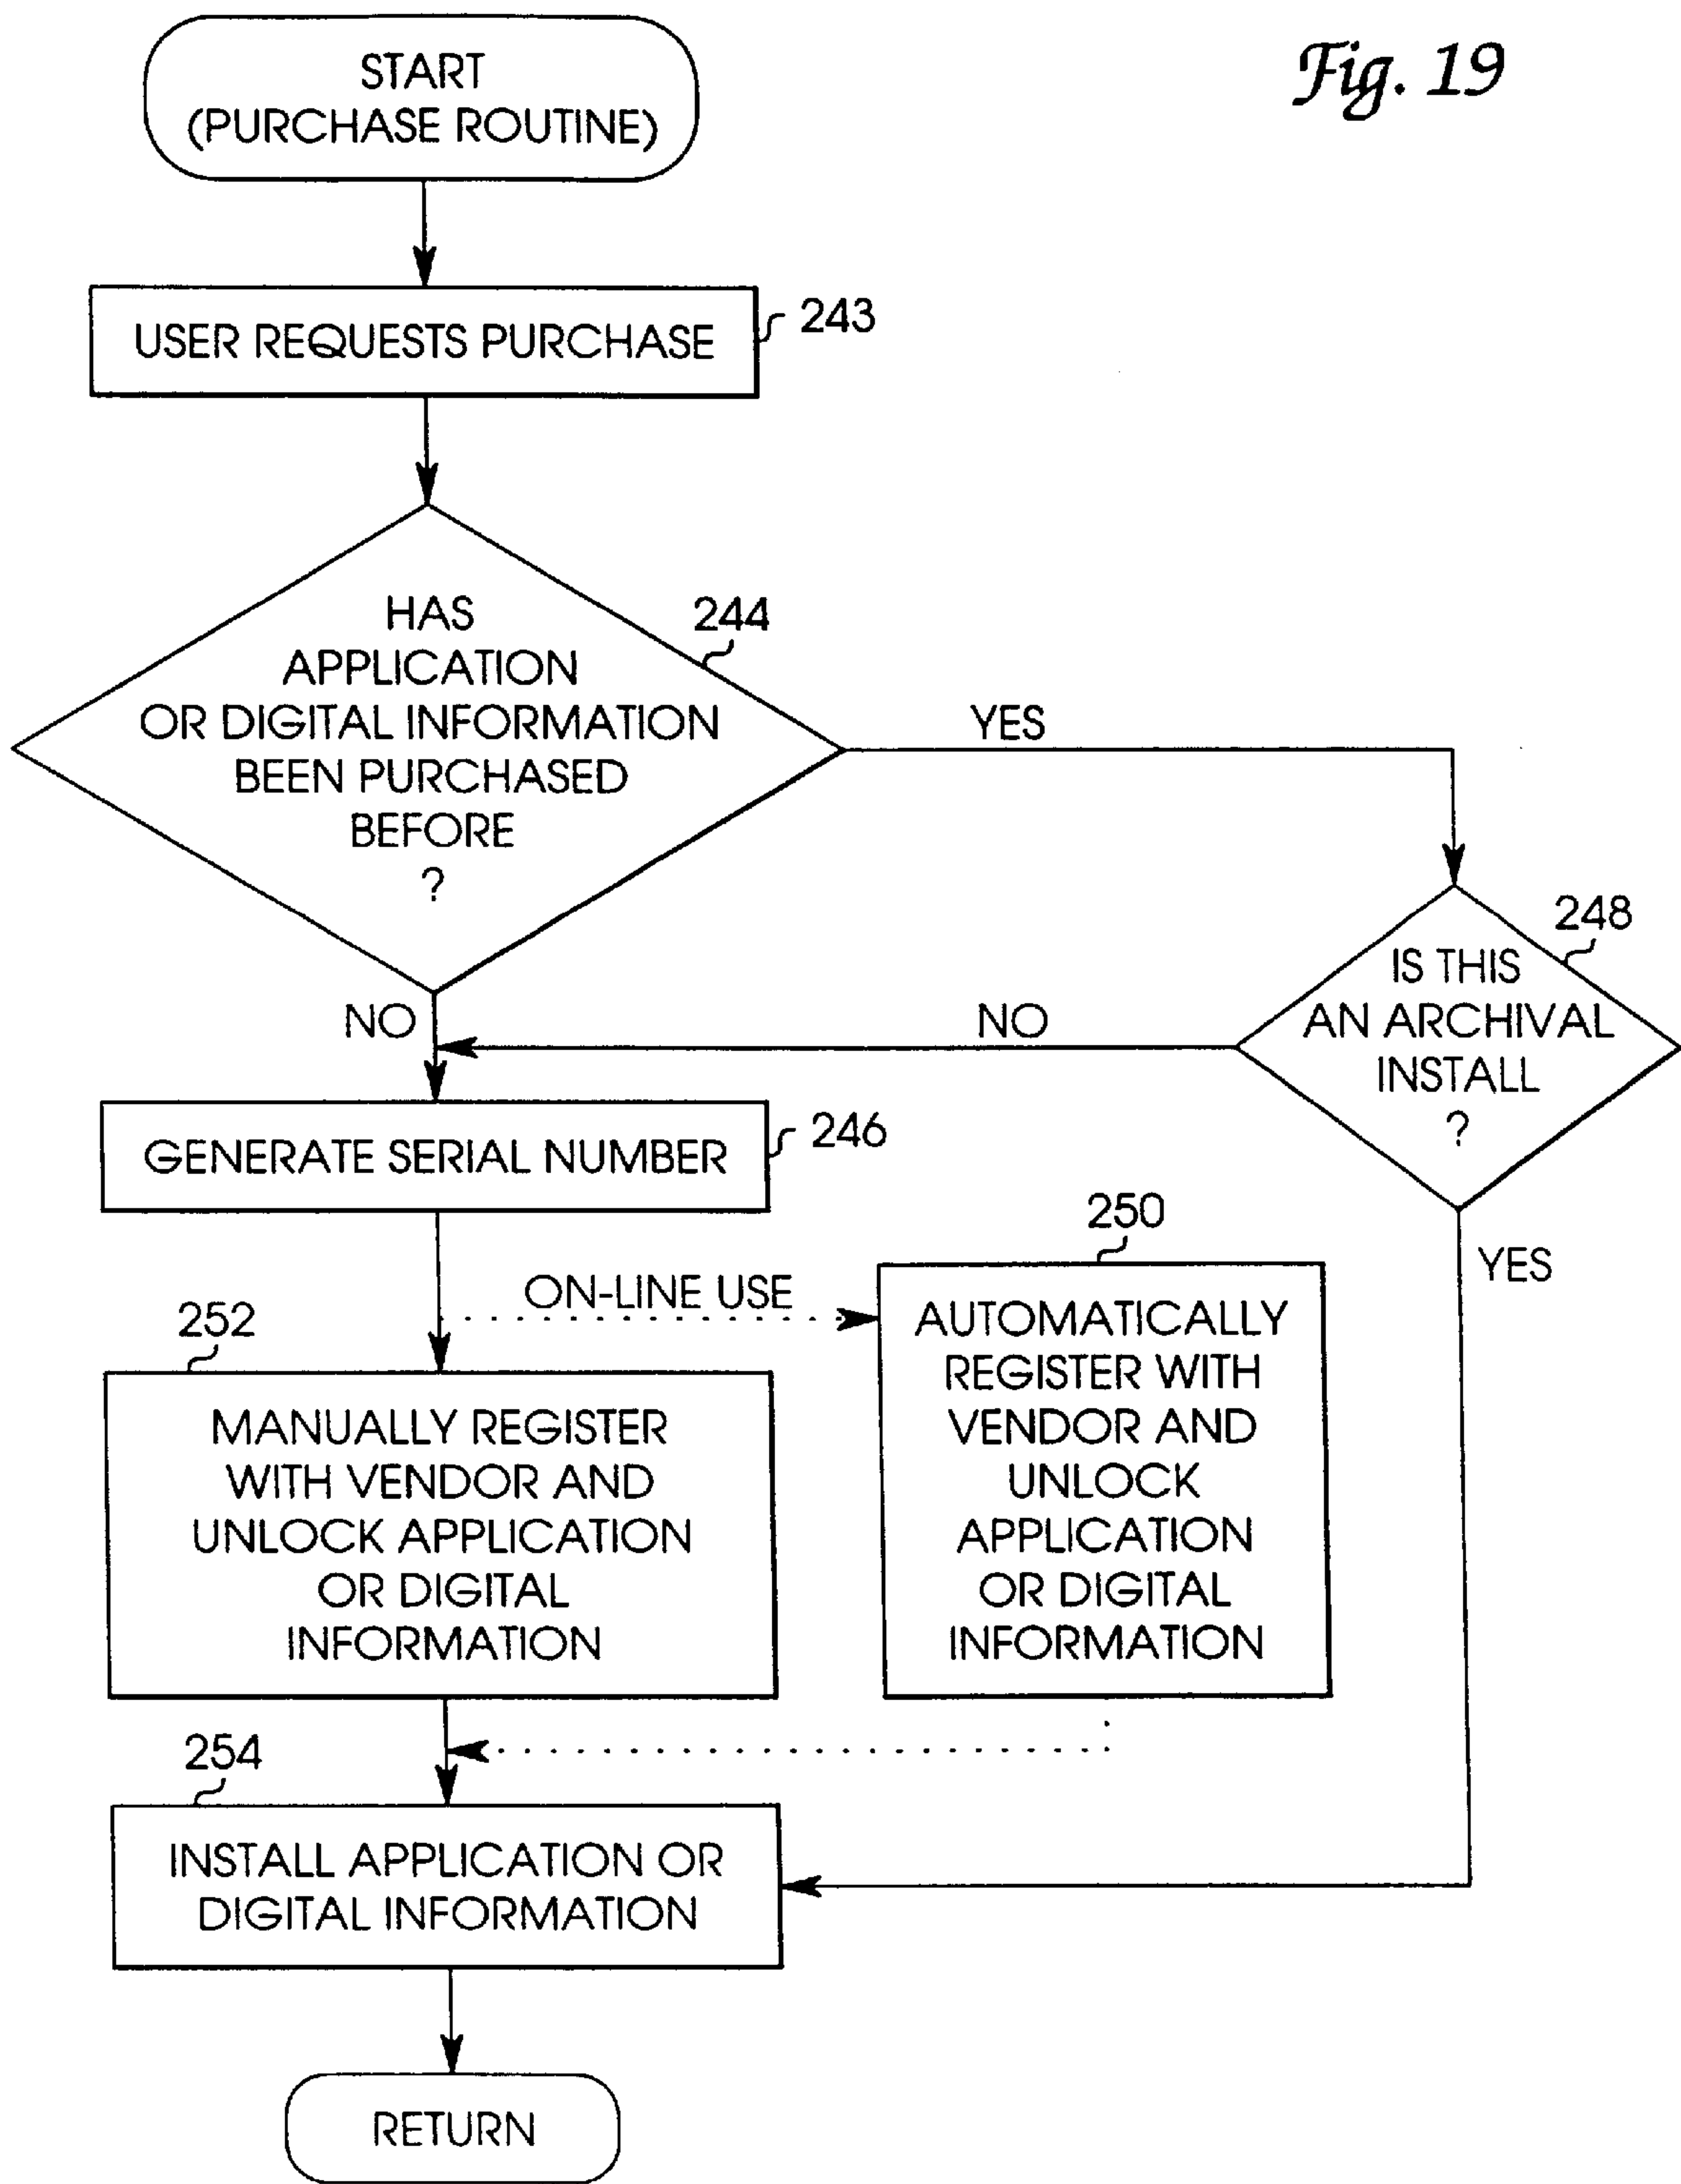 Fig. 19
START
(PURCHASE ROUTINE)
USER REQUESTS PURCHASE
243
HAS
APPLICATION
OR DIGITAL INFORMATION
BEEN PURCHASED
BEFORE
?
244
YES
NO
IS THIS
AN ARCHIVAL
INSTALL
?
248
NO
YES
GENERATE SERIAL NUMBER
246
ON-LINE USE
250
AUTOMATICALLY
REGISTER WITH
VENDOR AND
UNLOCK
APPLICATION
OR DIGITAL
INFORMATION
252
MANUALLY REGISTER
WITH VENDOR AND
UNLOCK APPLICATION
OR DIGITAL
INFORMATION
254
INSTALL APPLICATION OR
DIGITAL INFORMATION
RETURN